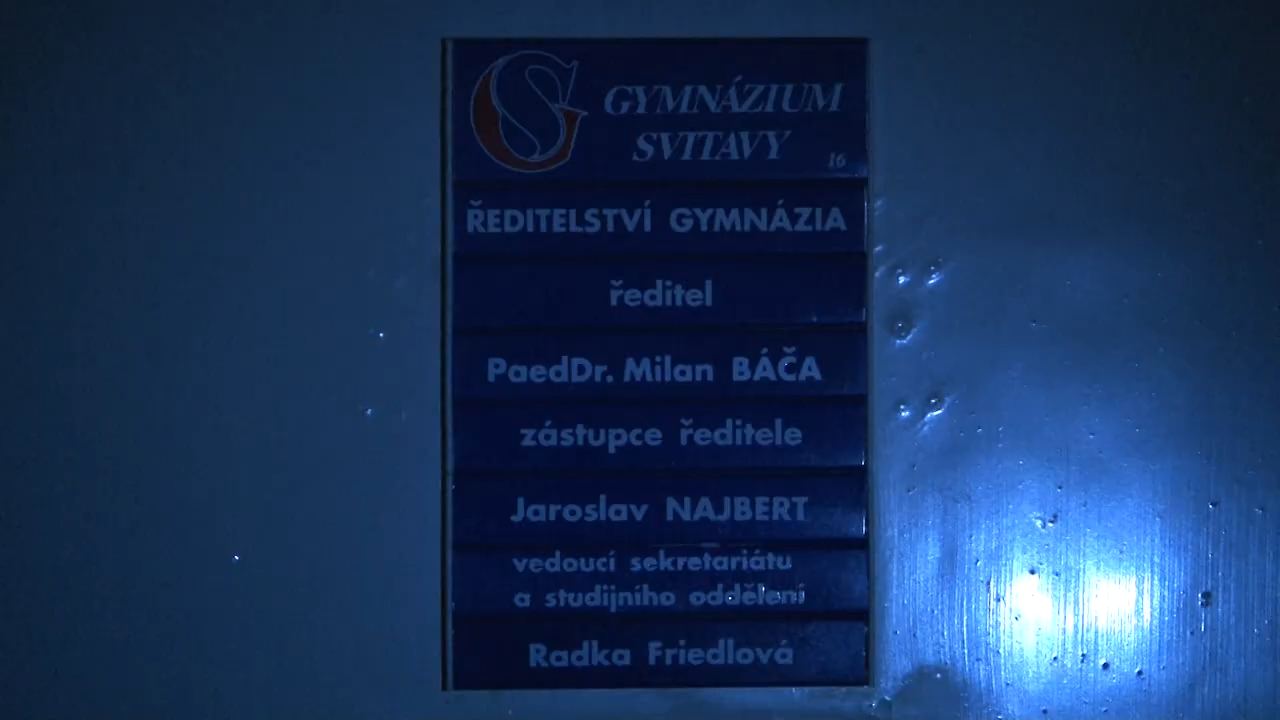 GS GYMNÁZIUM
SVITAVY
16
ŘEDITELSTVÍ GYMNÁZIA
ředitel
PaedDr. Milan BÁČA
zástupce ředitele
Jaroslav NAJBERT
vedoucí sekretariátu
a studijního oddělení
Radka Friedlová